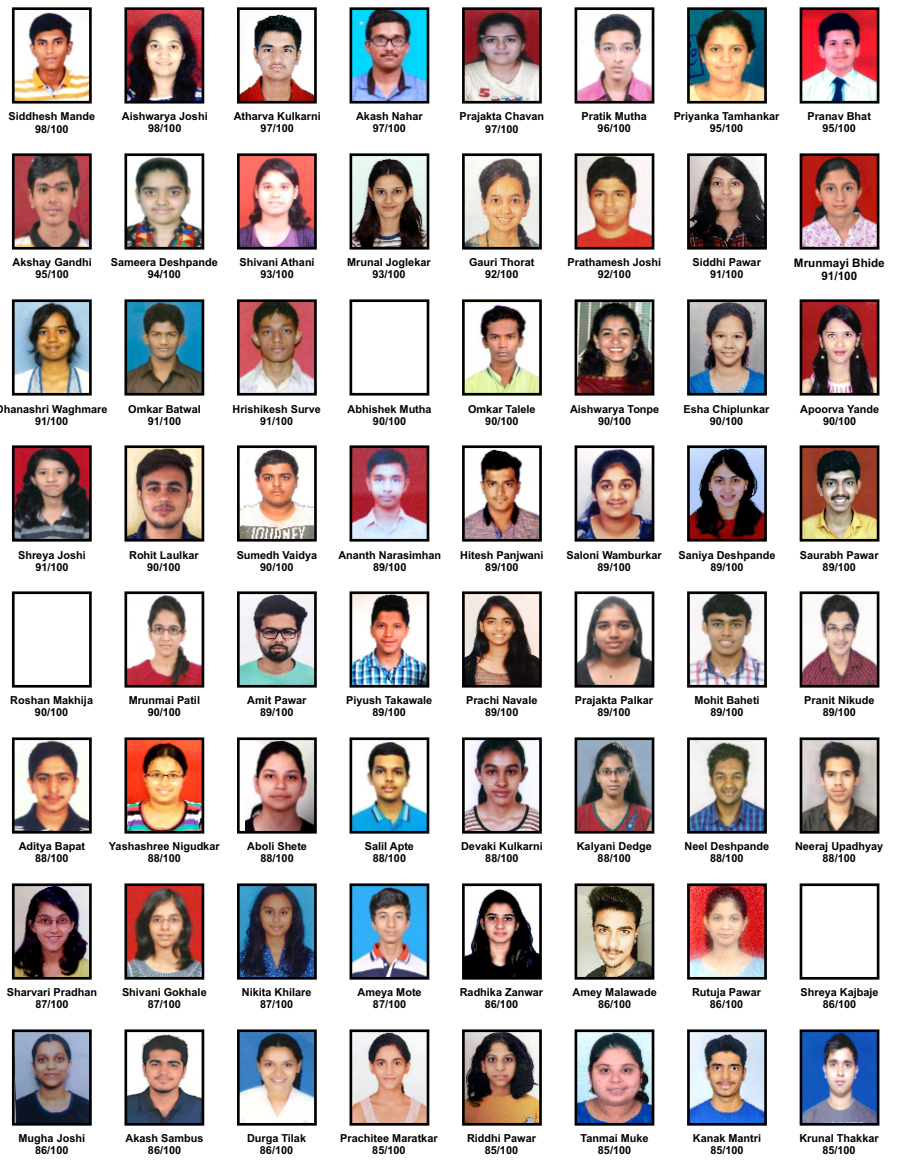 Siddhesh Mande Aishwarya Joshi Atharva Kulkarni Akash Nahar Prajakta Chavan Pratik Mutha Priyanka Tamhankar Pranav Bhat
98/100 98/100 97/100 97/100 97/100 96/100 95/100 95/100
Akshay Gandhi Sameera Deshpande Shivani Athani Mrunal Joglekar Gauri Thorat Prathamesh Joshi Siddhi Pawar Mrunmayi Bhide
95/100 94/100 93/100 93/100 92/100 92/100 91/100 91/100
Dhanashri Waghmare Omkar Batwal Hrishikesh Surve Abhishek Mutha Omkar Talele Aishwarya Tonpe Esha Chiplunkar Apoorva Yande
91/100 91/100 91/100 90/100 90/100 90/100 90/100 90/100
JOURNEY
Shreya Joshi Rohit Laulkar Sumedh Vaidya Ananth Narasimhan Hitesh Panjwani Saloni Wamburkar Saniya Deshpande Saurabh Pawar
91/100 90/100 90/100 89/100 89/100 89/100 89/100 89/100
Roshan Makhija Mrunmai Patil Amit Pawar Piyush Takawale Prachi Navale Prajakta Palkar Mohit Baheti Pranit Nikude
90/100 90/100 89/100 89/100 89/100 89/100 89/100 89/100
Aditya Bapat Yashashree Nigudkar Aboli Shete Salil Apte Devaki Kulkarni Kalyani Dedge Neel Deshpande Neeraj Upadhyay
88/100 88/100 88/100 88/100 88/100 88/100 88/100 88/100
Sharvari Pradhan Shivani Gokhale Nikita Khilare Ameya Mote Radhika Zanwar Amey Malawade Rutuja Pawar Shreya Kajbaje
87/100 87/100 87/100 87/100 86/100 86/100 86/100 86/100
Mugha Joshi Akash Sambus Durga Tilak Prachitee Maratkar Riddhi Pawar Tanmai Muke Kanak Mantri Krunal Thakkar
86/100 86/100 86/100 85/100 85/100 85/100 85/100 85/100